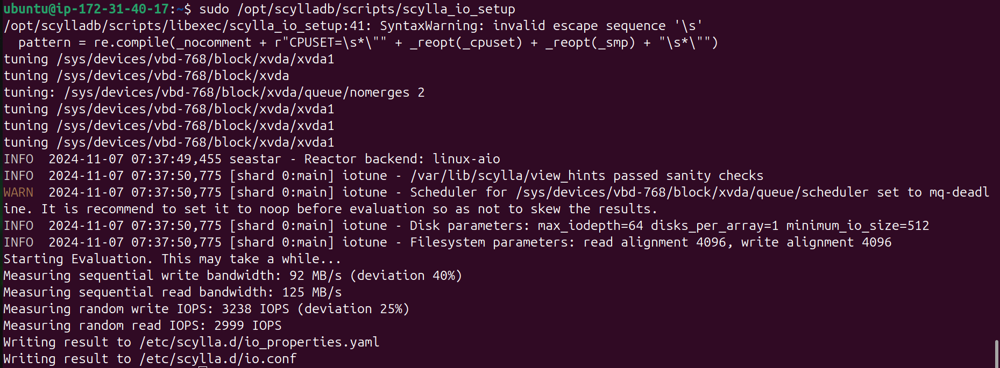 ubuntu@ip-172-31-40-17:~$ sudo /opt/scylladb/scripts/scylla_io_setup
/opt/scylladb/scripts/libexec/scylla_io_setup:41: SyntaxWarning: invalid escape sequence '\s'
  pattern = re.compile(_nocomment + r"CPUSET=\s*\"" + _reopt(_cpuset) + _reopt(_smp) + "\s*\"")
tuning /sys/devices/vbd-768/block/xvda/xvda1
tuning /sys/devices/vbd-768/block/xvda
tuning: /sys/devices/vbd-768/block/xvda/queue/nomerges 2
tuning /sys/devices/vbd-768/block/xvda/xvda1
tuning /sys/devices/vbd-768/block/xvda/xvda1
tuning /sys/devices/vbd-768/block/xvda/xvda1
INFO  2024-11-07 07:37:49,455 seastar - Reactor backend: linux-aio
INFO  2024-11-07 07:37:50,775 [shard 0:main] iotune - /var/lib/scylla/view_hints passed sanity checks
WARN  2024-11-07 07:37:50,775 [shard 0:main] iotune - Scheduler for /sys/devices/vbd-768/block/xvda/queue/scheduler set to mq-deadl
ine. It is recommend to set it to noop before evaluation so as not to skew the results.
INFO  2024-11-07 07:37:50,775 [shard 0:main] iotune - Disk parameters: max_iodepth=64 disks_per_array=1 minimum_io_size=512
INFO  2024-11-07 07:37:50,775 [shard 0:main] iotune - Filesystem parameters: read alignment 4096, write alignment 4096
Starting Evaluation. This may take a while...
Measuring sequential write bandwidth: 92 MB/s (deviation 40%)
Measuring sequential read bandwidth: 125 MB/s
Measuring random write IOPS: 3238 IOPS (deviation 25%)
Measuring random read IOPS: 2999 IOPS
Writing result to /etc/scylla.d/io_properties.yaml
Writing result to /etc/scylla.d/io.conf